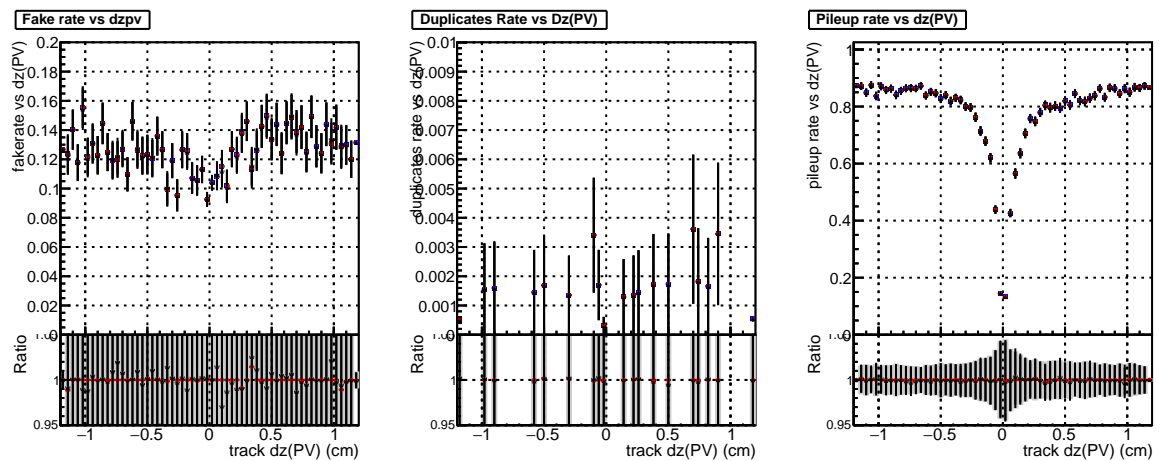 Fake rate vs dzpv
fakerate vs dz(PV)
0.2
0.18
0.16
0.14
0.12
0.1
0.08
0.06
0.04
0.02
0
Ratio
1
0.95
−1 −0.5 0 0.5 1
track dz(PV) (cm)
Duplicates Rate vs Dz(PV)
duplicates rate vs dz(PV)
0.01
0.009
0.008
0.007
0.006
0.005
0.004
0.003
0.002
0.001
0
Ratio
1
0.95
−1 −0.5 0 0.5 1
track dz(PV) (cm)
Pileup rate vs dz(PV)
pileup rate vs dz(PV)
1
0.8
0.6
0.4
0.2
0
Ratio
1
0.95
−1 −0.5 0 0.5 1
track dz(PV) (cm)